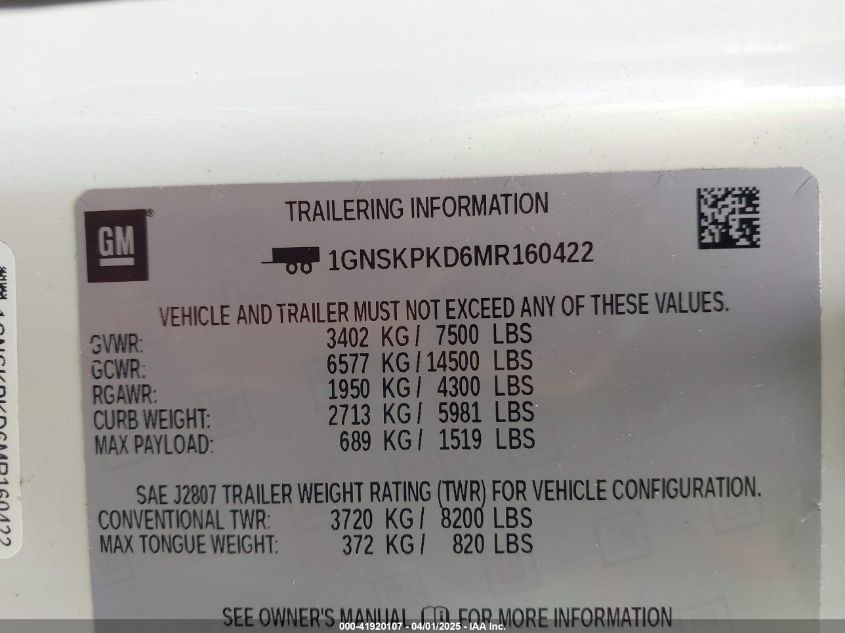 GM®
TRAILERING INFORMATION
1GNSKPKD6MR160422
VEHICLE AND TRAILER MUST NOT EXCEED ANY OF THESE VALUES.
GVWR: 3402 KG / 7500 LBS
GCWR: 6577 KG / 14500 LBS
RGAWR: 1950 KG / 4300 LBS
CURB WEIGHT: 2713 KG / 5981 LBS
MAX PAYLOAD: 689 KG / 1519 LBS
SAE J2807 TRAILER WEIGHT RATING (TWR) FOR VEHICLE CONFIGURATION.
CONVENTIONAL TWR: 3720 KG / 8200 LBS
MAX TONGUE WEIGHT: 372 KG / 820 LBS
SEE OWNER'S MANUAL FOR MORE INFORMATION
1GNSKPKD6MR160422
000-41920107 - 04/01/2025 - IAA Inc.